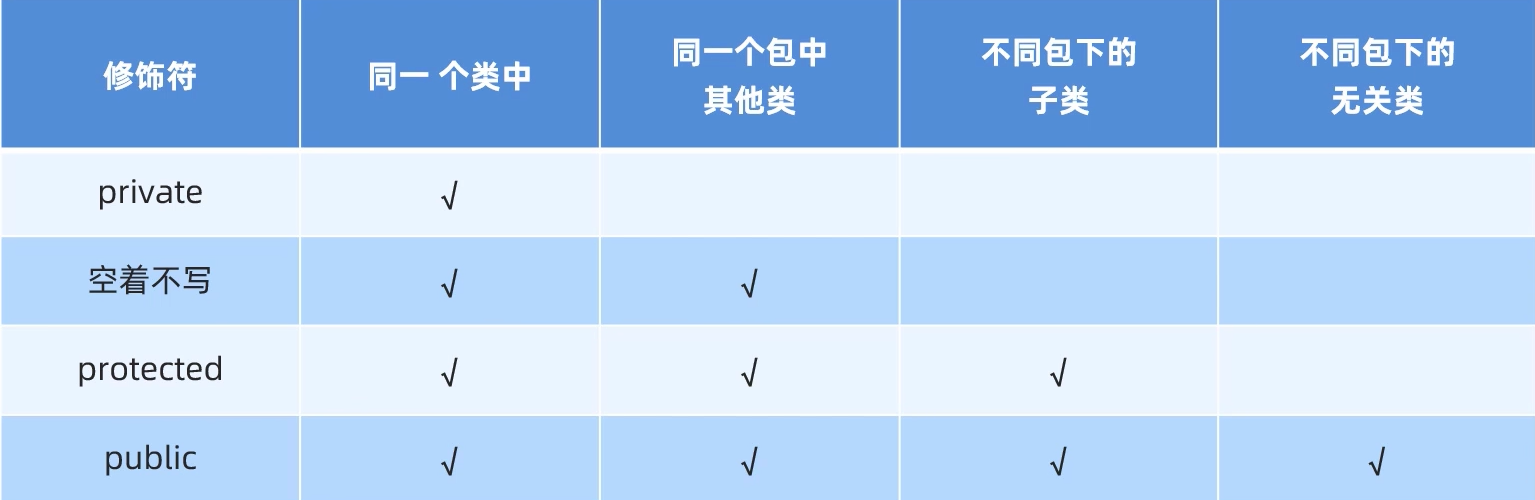 修饰符
同一 个类中
同一个包中
其他类
不同包下的
子类
不同包下的
无关类
private
√
空着不写
√
√
protected
√
√
√
public
√
√
√
√